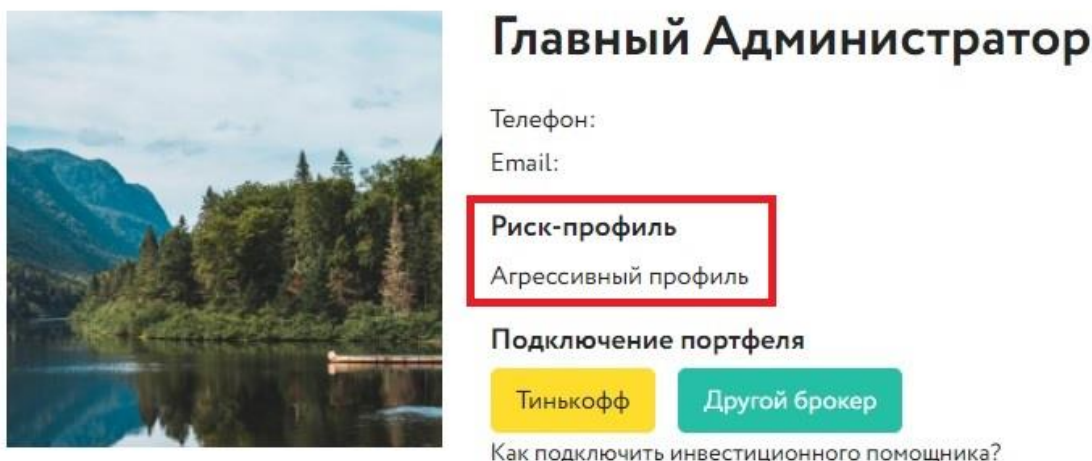 Главный Администратор
Телефон:
Email:
Риск-профиль
Агрессивный профиль
Подключение портфеля
Тинькофф
Другой брокер
Как подключить инвестиционного помощника?